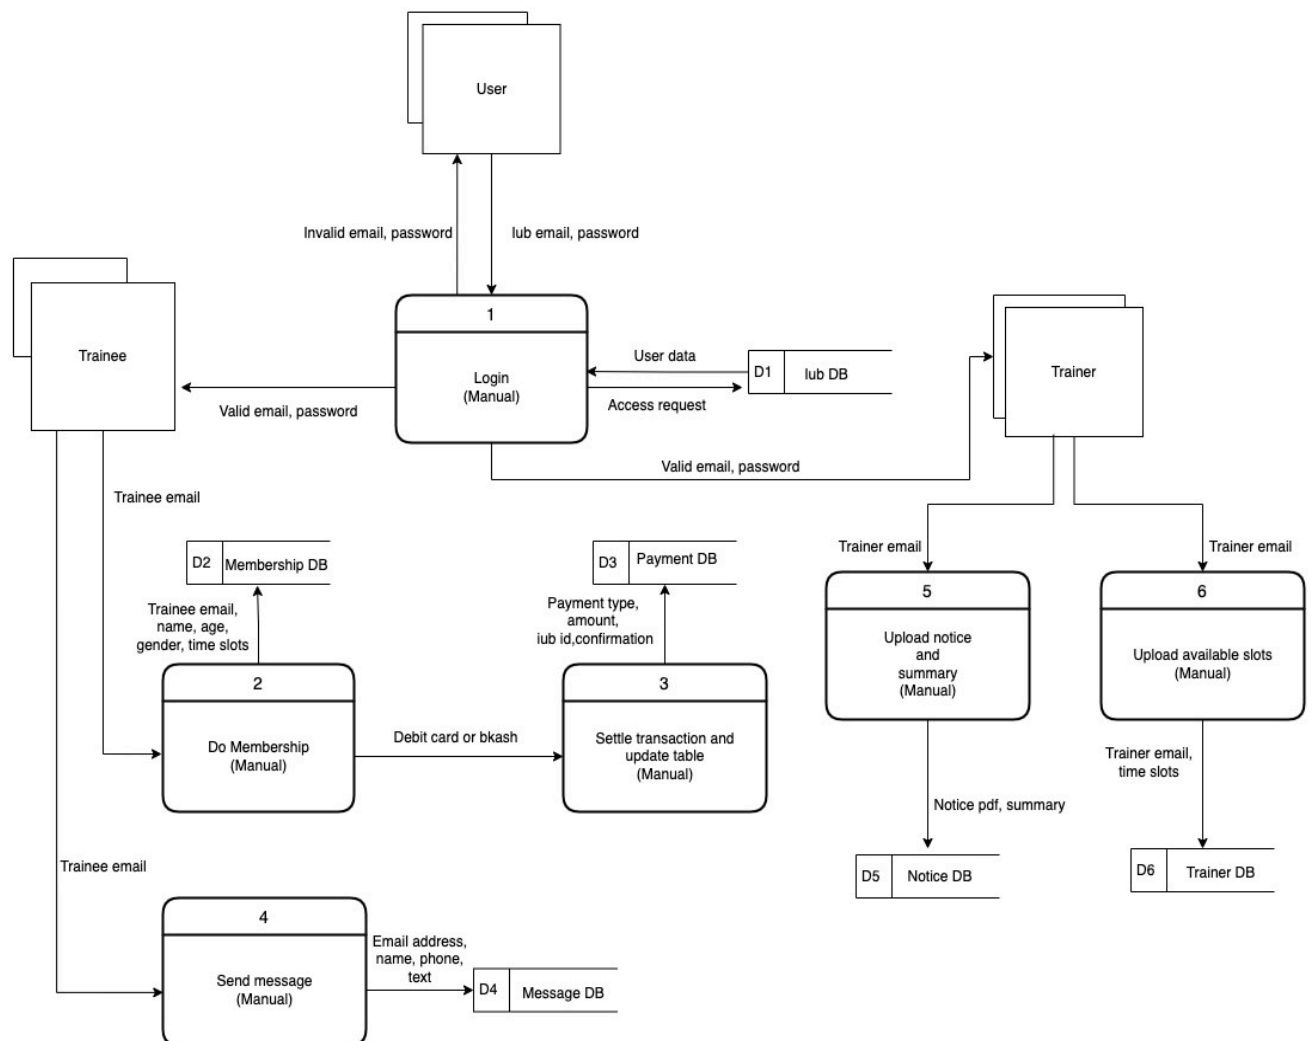 User
Invalid email, password
Iub email, password
Trainee
1
Login
(Manual)
User data
D1
Iub DB
Access request
Valid email, password
Trainer
Valid email, password
Trainee email
Trainer email
Trainer email
D2
Membership DB
D3
Payment DB
Trainee email,
name, age,
gender, time slots
Payment type,
amount,
iub id,confirmation
2
Do Membership
(Manual)
Debit card or bkash
3
Settle transaction and
update table
(Manual)
5
Upload notice
and
summary
(Manual)
6
Upload available slots
(Manual)
Trainer email,
time slots
Notice pdf, summary
D5
Notice DB
D6
Trainer DB
Trainee email
4
Send message
(Manual)
Email address,
name, phone,
text
D4
Message DB